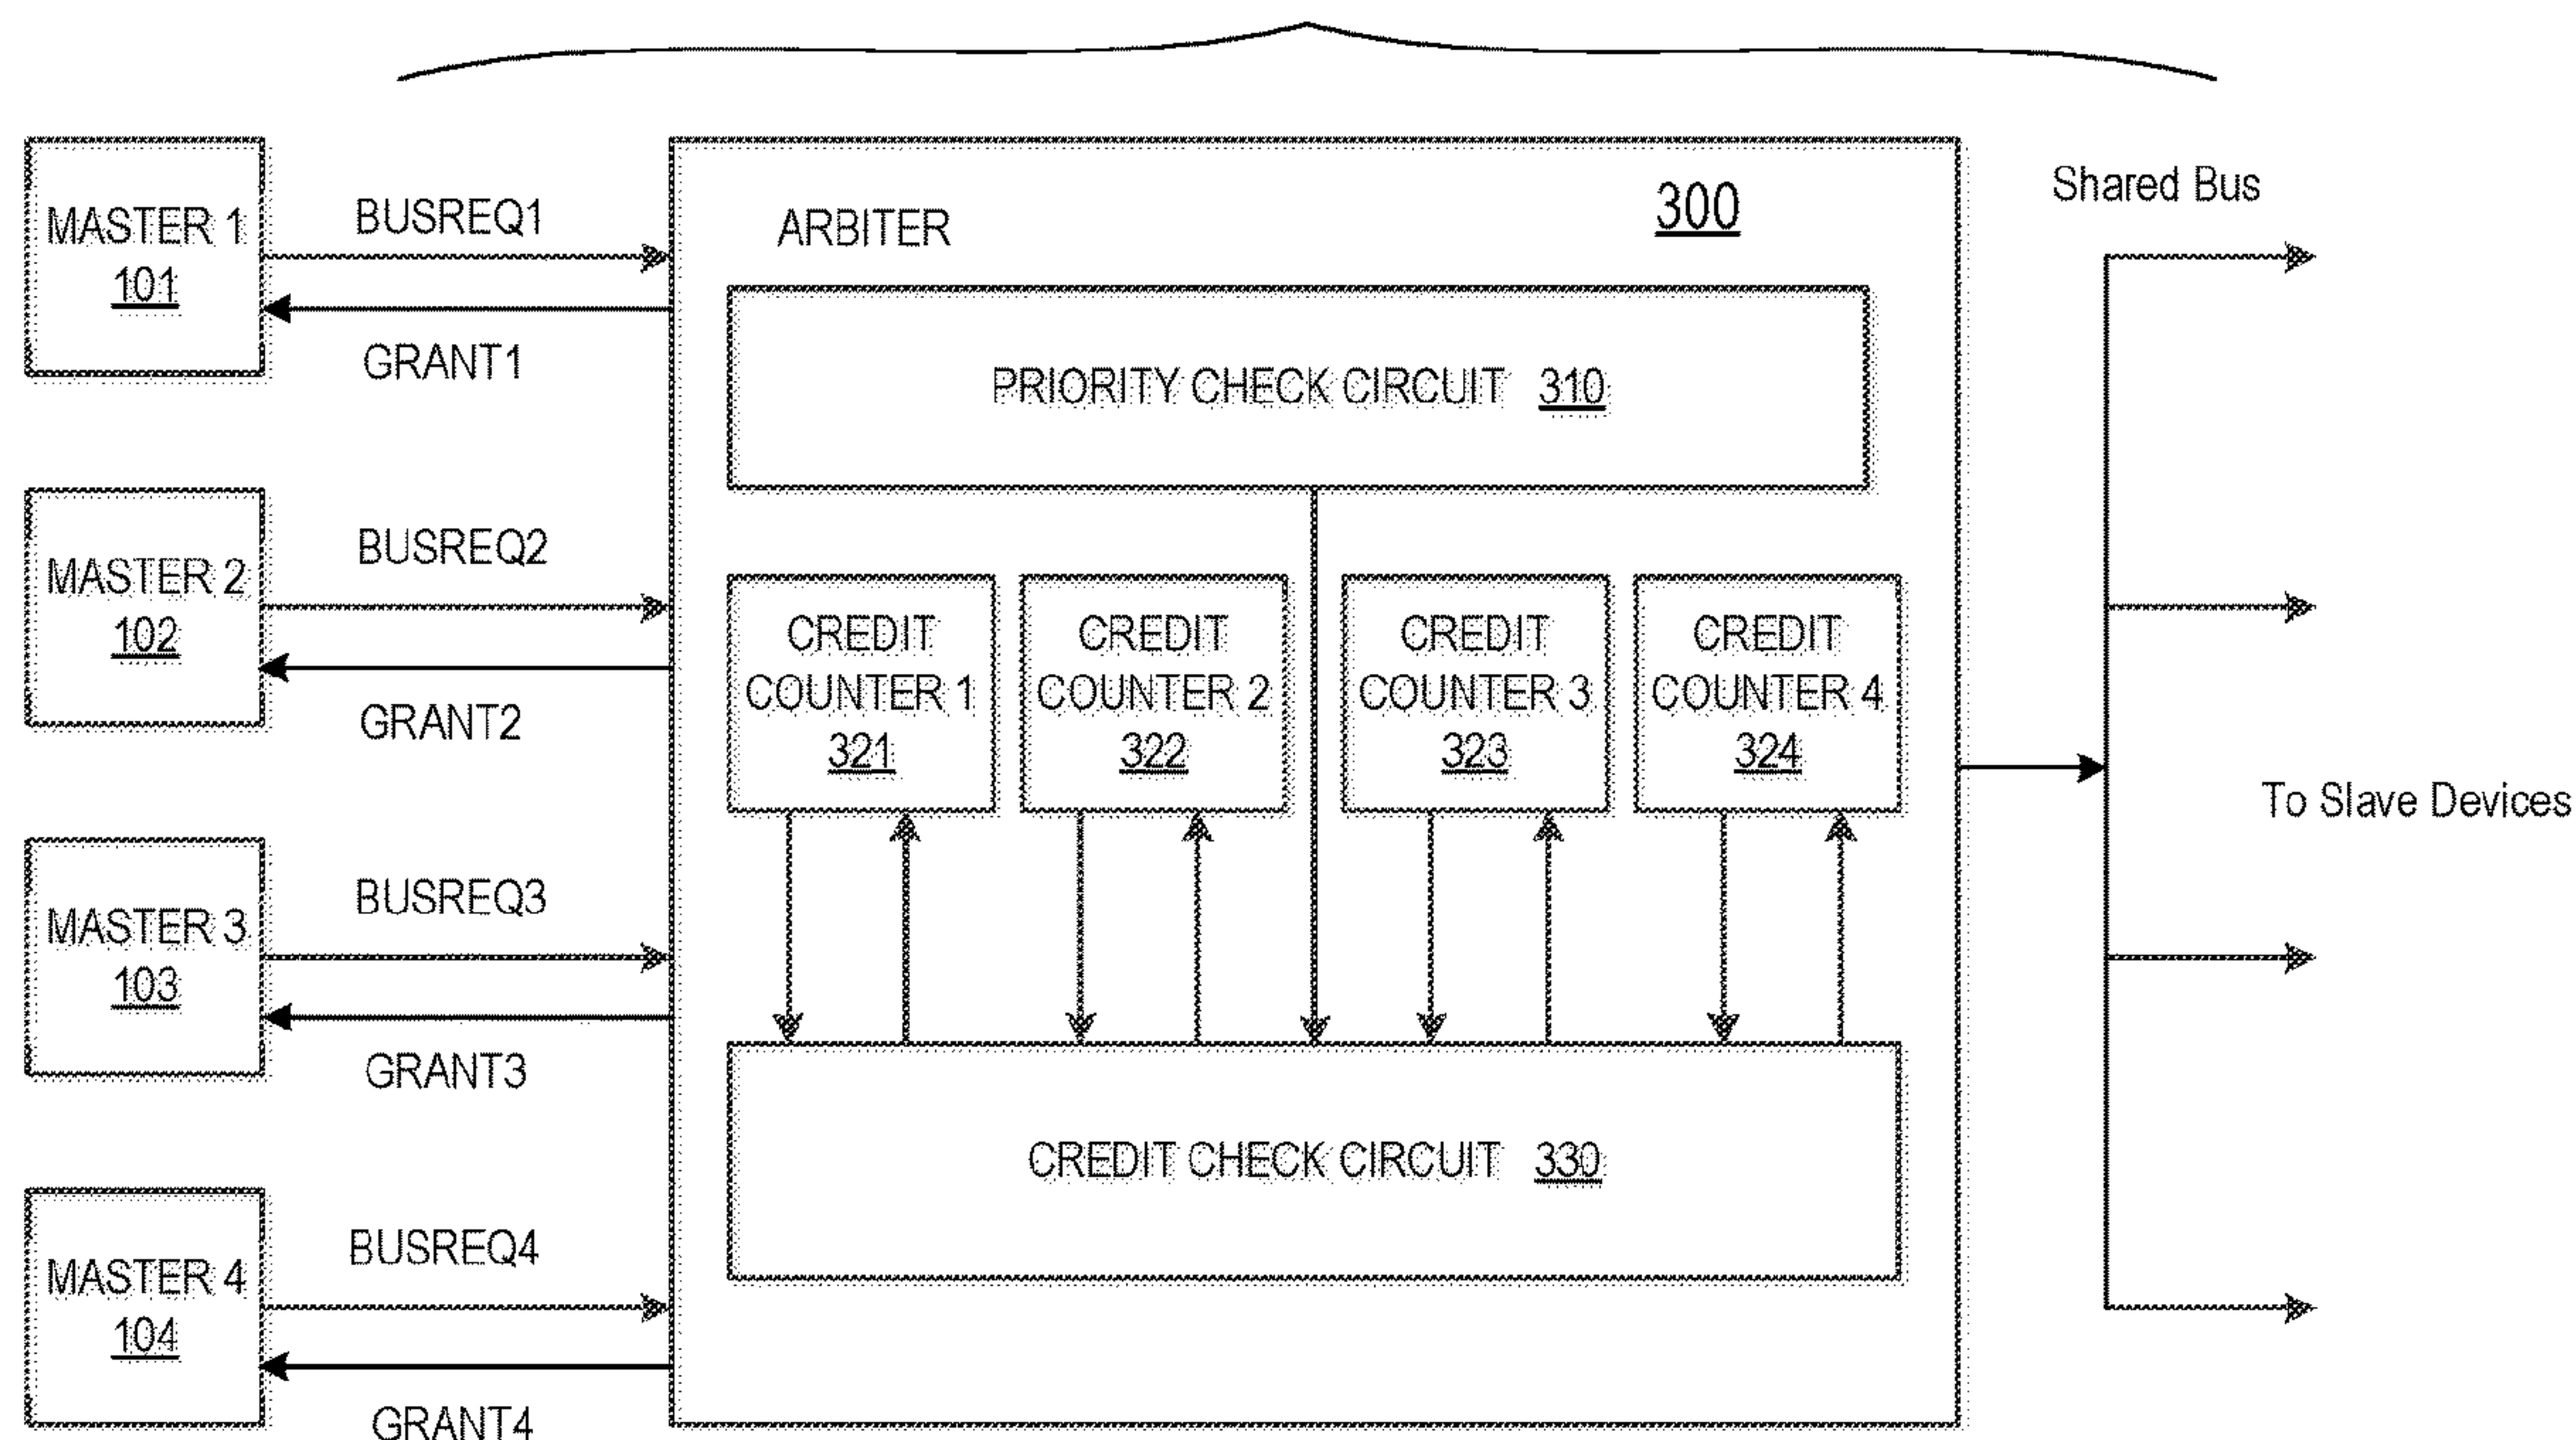 MASTER 1
101
BUSREQ1
GRANT1
MASTER 2
102
BUSREQ2
GRANT2
MASTER 3
103
BUSREQ3
GRANT3
MASTER 4
104
BUSREQ4
GRANT4
ARBITER
300
PRIORITY CHECK CIRCUIT 310
CREDIT
COUNTER 1
321
CREDIT
COUNTER 2
322
CREDIT
COUNTER 3
323
CREDIT
COUNTER 4
324
CREDIT CHECK CIRCUIT 330
Shared Bus
To Slave Devices